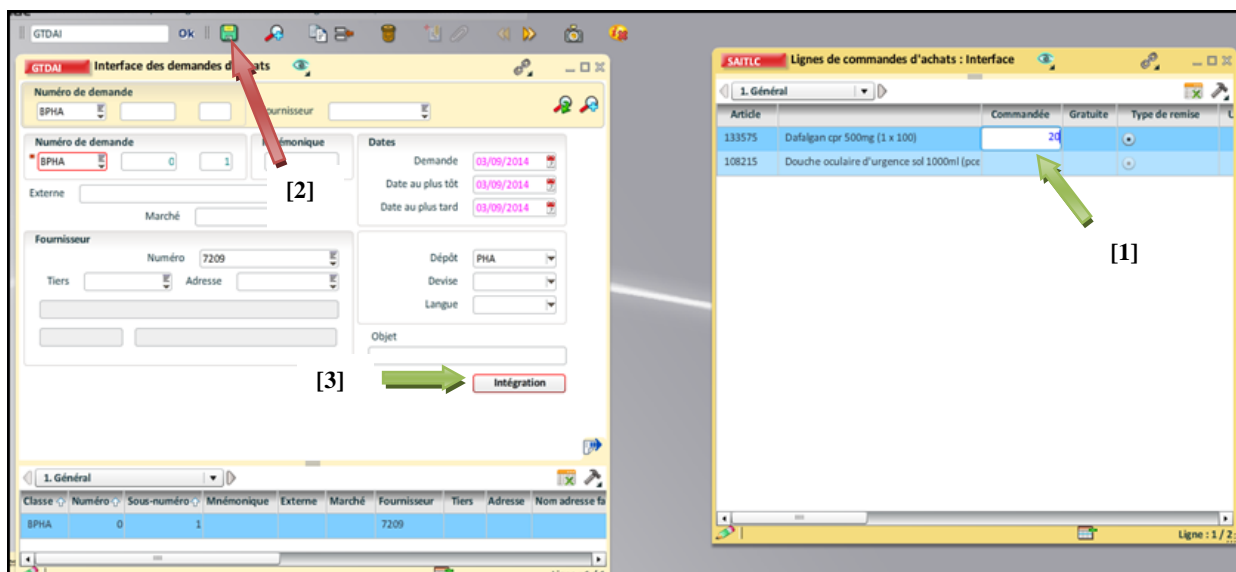 GTDAI Ok
GTDAI Interface des demandes d'achats
Numéro de demande
BPHA Fournisseur
Numéro de demande Mnémonique
* BPHA 0 1
Externe
Marché
[2]
Dates
Demande 03/09/2014
Date au plus tôt 03/09/2014
Date au plus tard 03/09/2014
Fournisseur
Numéro 7209
Tiers Adresse
Dépôt PHA
Devise
Langue
Objet
[3] Intégration
1. Général
Classe Numéro Sous-numéro Mnémonique Externe Marché Fournisseur Tiers Adresse Nom adresse fa
BPHA 0 1 7209
SAITLC Lignes de commandes d'achats : Interface
1. Général
Article Commandée Gratuite Type de remise
133575 Dafalgan cpr 500mg (1 x 100) 20
108215 Douche oculaire d'urgence sol 1000ml (pce
[1]
Ligne : 1 / 2